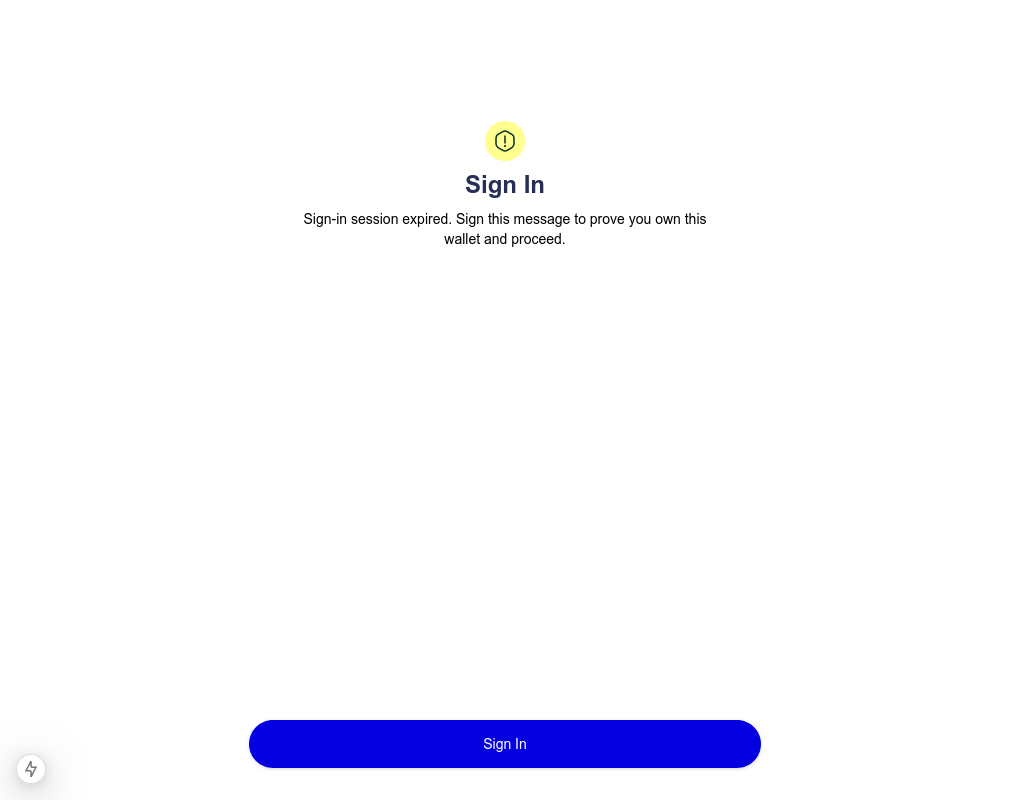 Sign In
Sign-in session expired. Sign this message to prove you own this
wallet and proceed.
Sign In